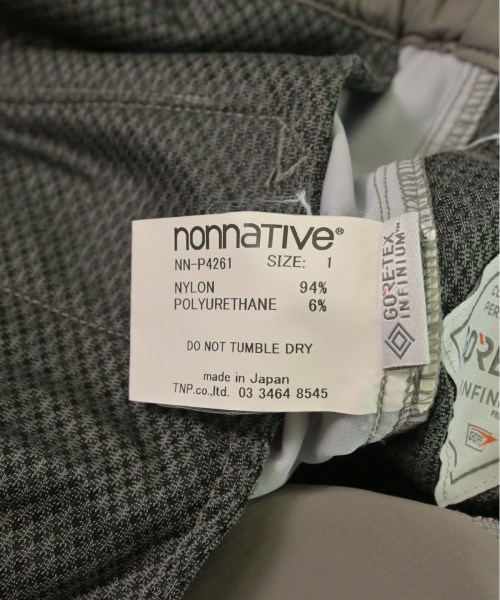 nonnative®
NN-P4261 SIZE: 1
NYLON 94%
POLYURETHANE 6%
DO NOT TUMBLE DRY
made in Japan
TNP.co.,ltd. 03 3464 8545
GORE-TEX
INFINIUM™
GORE